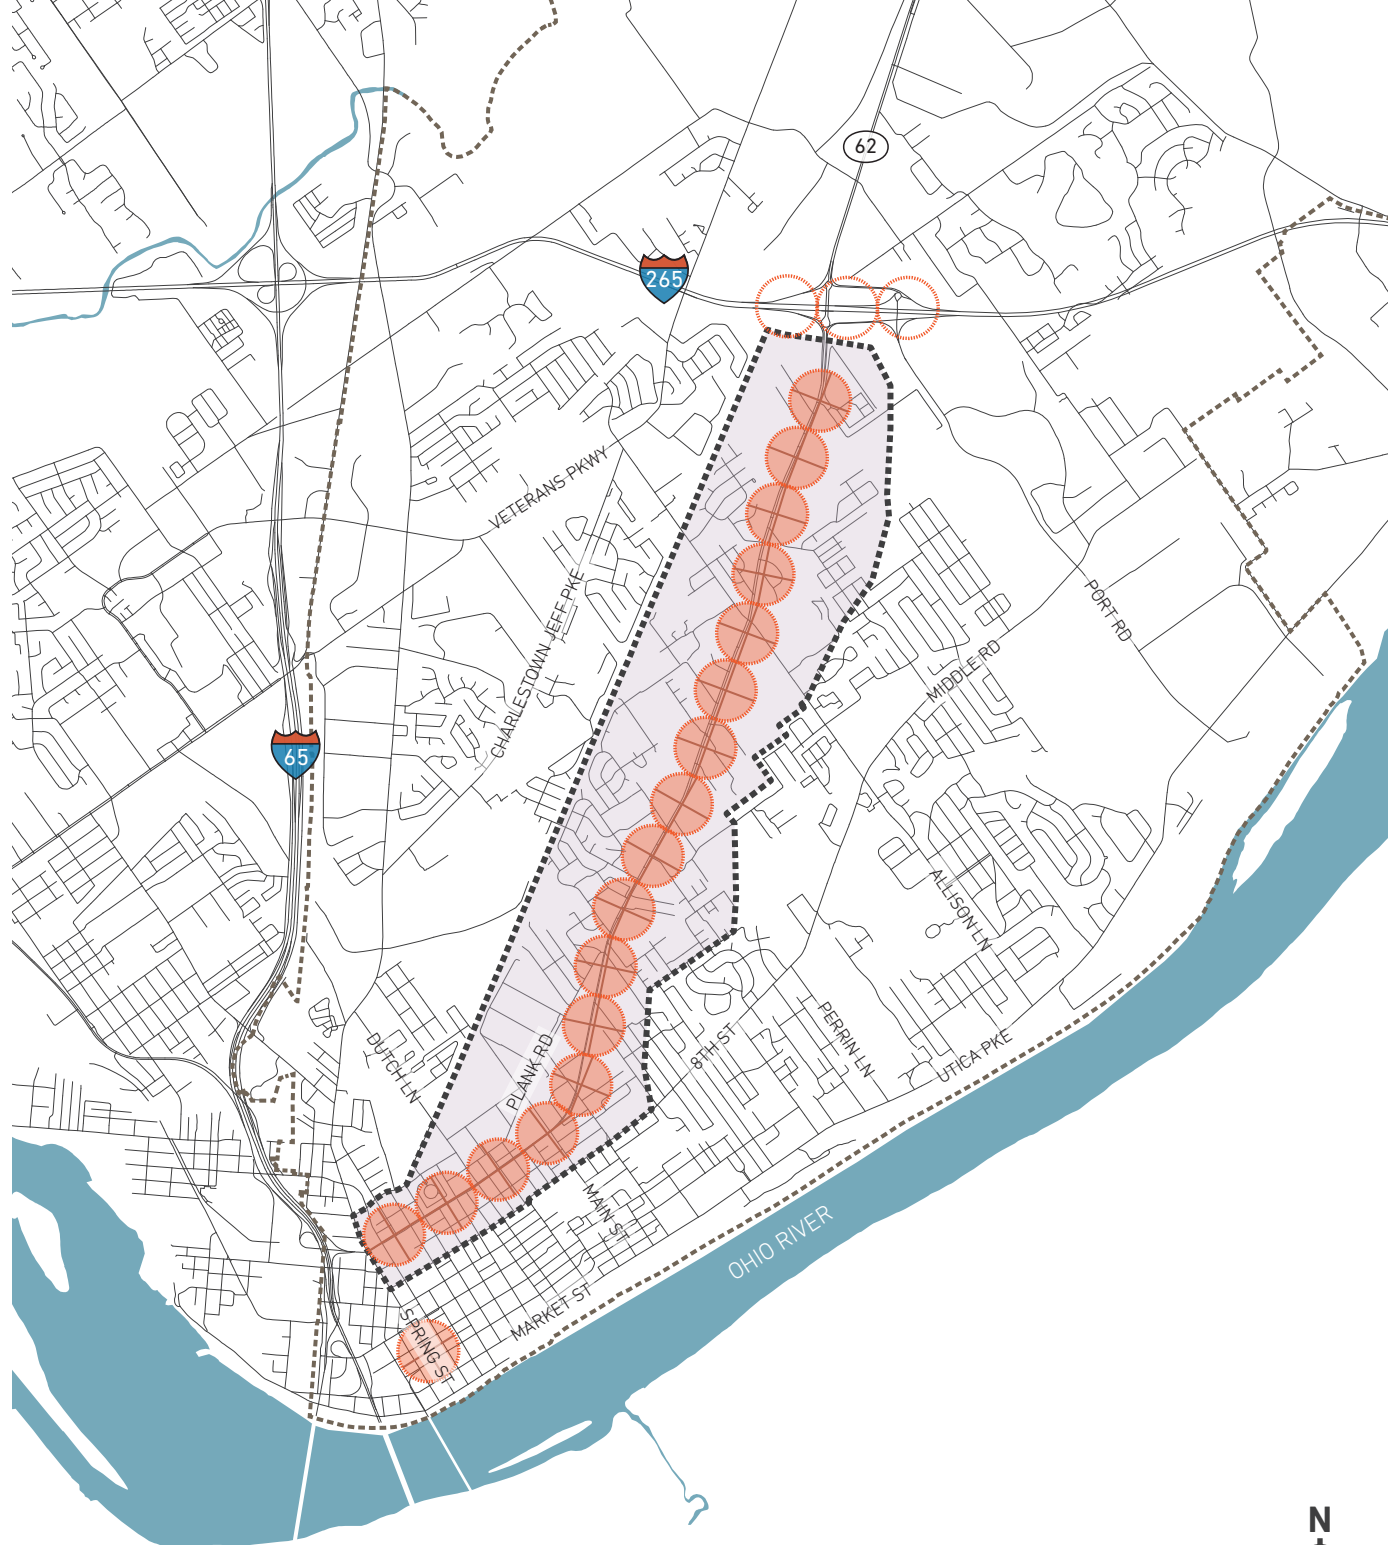 62
265
VETERANS PKWY
CHARLESTOWN JEFF PKE
PORT RD
MIDDLE RD
65
ALLISON LN
PERRIN LN
8TH ST
UTICA PKE
DUTCH LN
PLANK RD
MAIN ST
OHIO RIVER
MARKET ST
SPRING ST
N